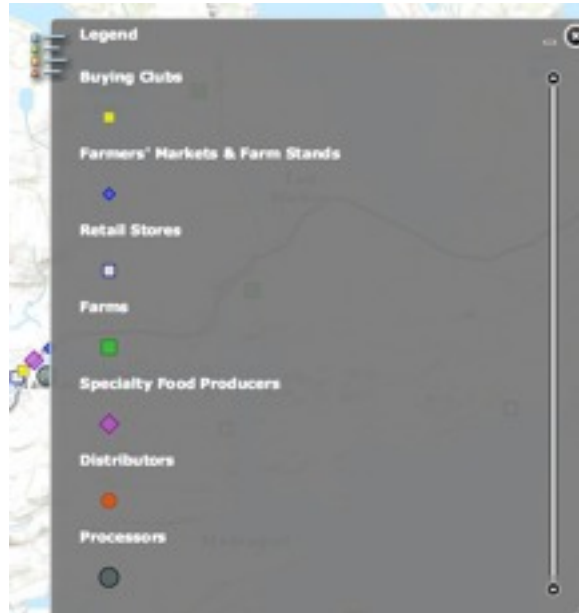 Legend
Buying Clubs
Farmers' Markets & Farm Stands
Retail Stores
Farms
Specialty Food Producers
Distributors
Processors